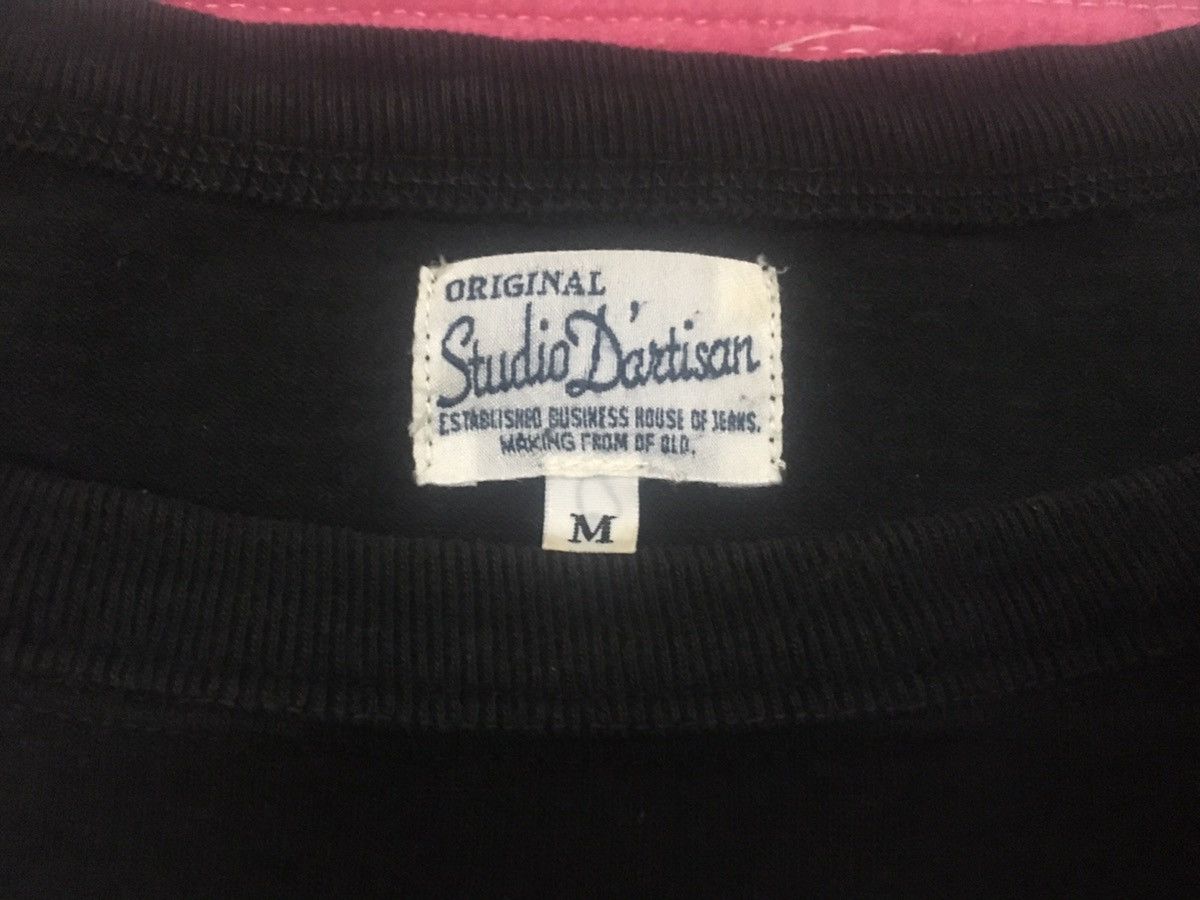 ORIGINAL
Studio D'artisan
ESTABLISHED BUSINESS HOUSE OF JEANS.
MAKING FROM OF OLD.
M